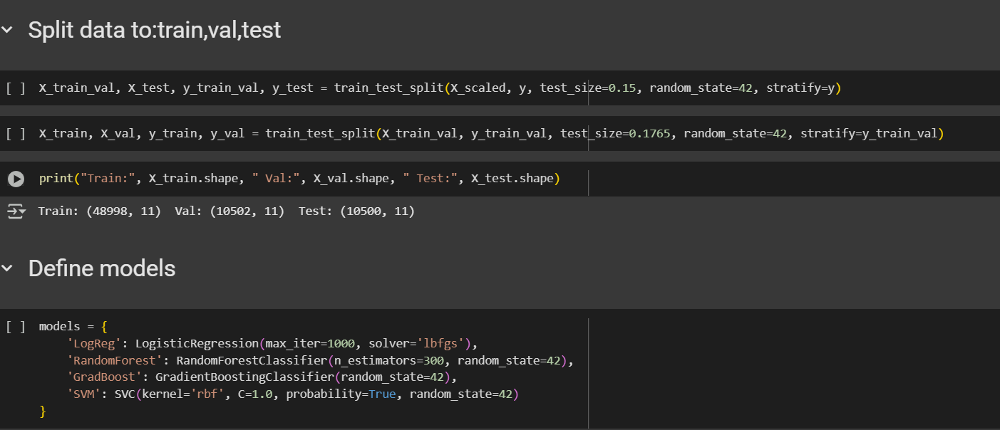 Split data to:train,val,test
[ ] X_train_val, X_test, y_train_val, y_test = train_test_split(X_scaled, y, test_size=0.15, random_state=42, stratify=y)
[ ] X_train, X_val, y_train, y_val = train_test_split(X_train_val, y_train_val, test_size=0.1765, random_state=42, stratify=y_train_val)
print("Train:", X_train.shape, " Val:", X_val.shape, " Test:", X_test.shape)
Train: (48998, 11)  Val: (10502, 11)  Test: (10500, 11)
Define models
[ ] models = {
    'LogReg': LogisticRegression(max_iter=1000, solver='lbfgs'),
    'RandomForest': RandomForestClassifier(n_estimators=300, random_state=42),
    'GradBoost': GradientBoostingClassifier(random_state=42),
    'SVM': SVC(kernel='rbf', C=1.0, probability=True, random_state=42)
}